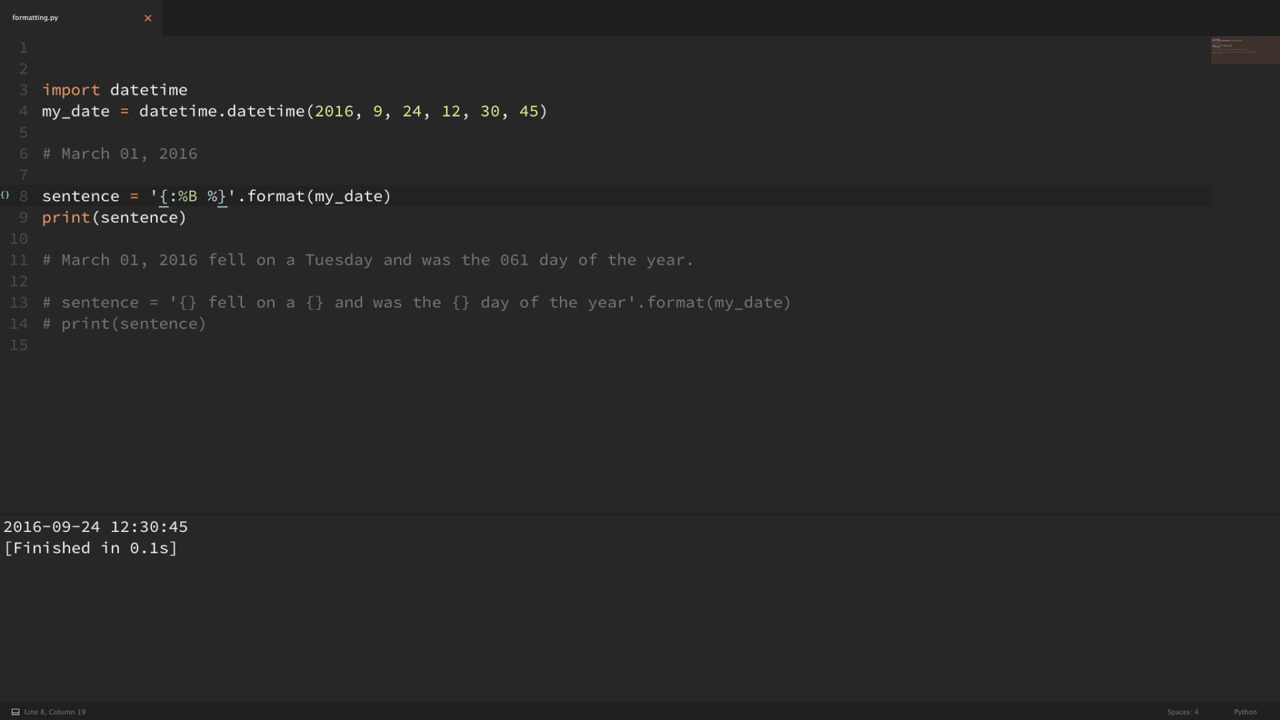 formatting.py ×
1
2
3 import datetime
4 my_date = datetime.datetime(2016, 9, 24, 12, 30, 45)
5
6 # March 01, 2016
7
{} 8 sentence = '{:%B %}'.format(my_date)
9 print(sentence)
10
11 # March 01, 2016 fell on a Tuesday and was the 061 day of the year.
12
13 # sentence = '{} fell on a {} and was the {} day of the year'.format(my_date)
14 # print(sentence)
15
2016-09-24 12:30:45
[Finished in 0.1s]
Line 8, Column 19 Spaces: 4 Python